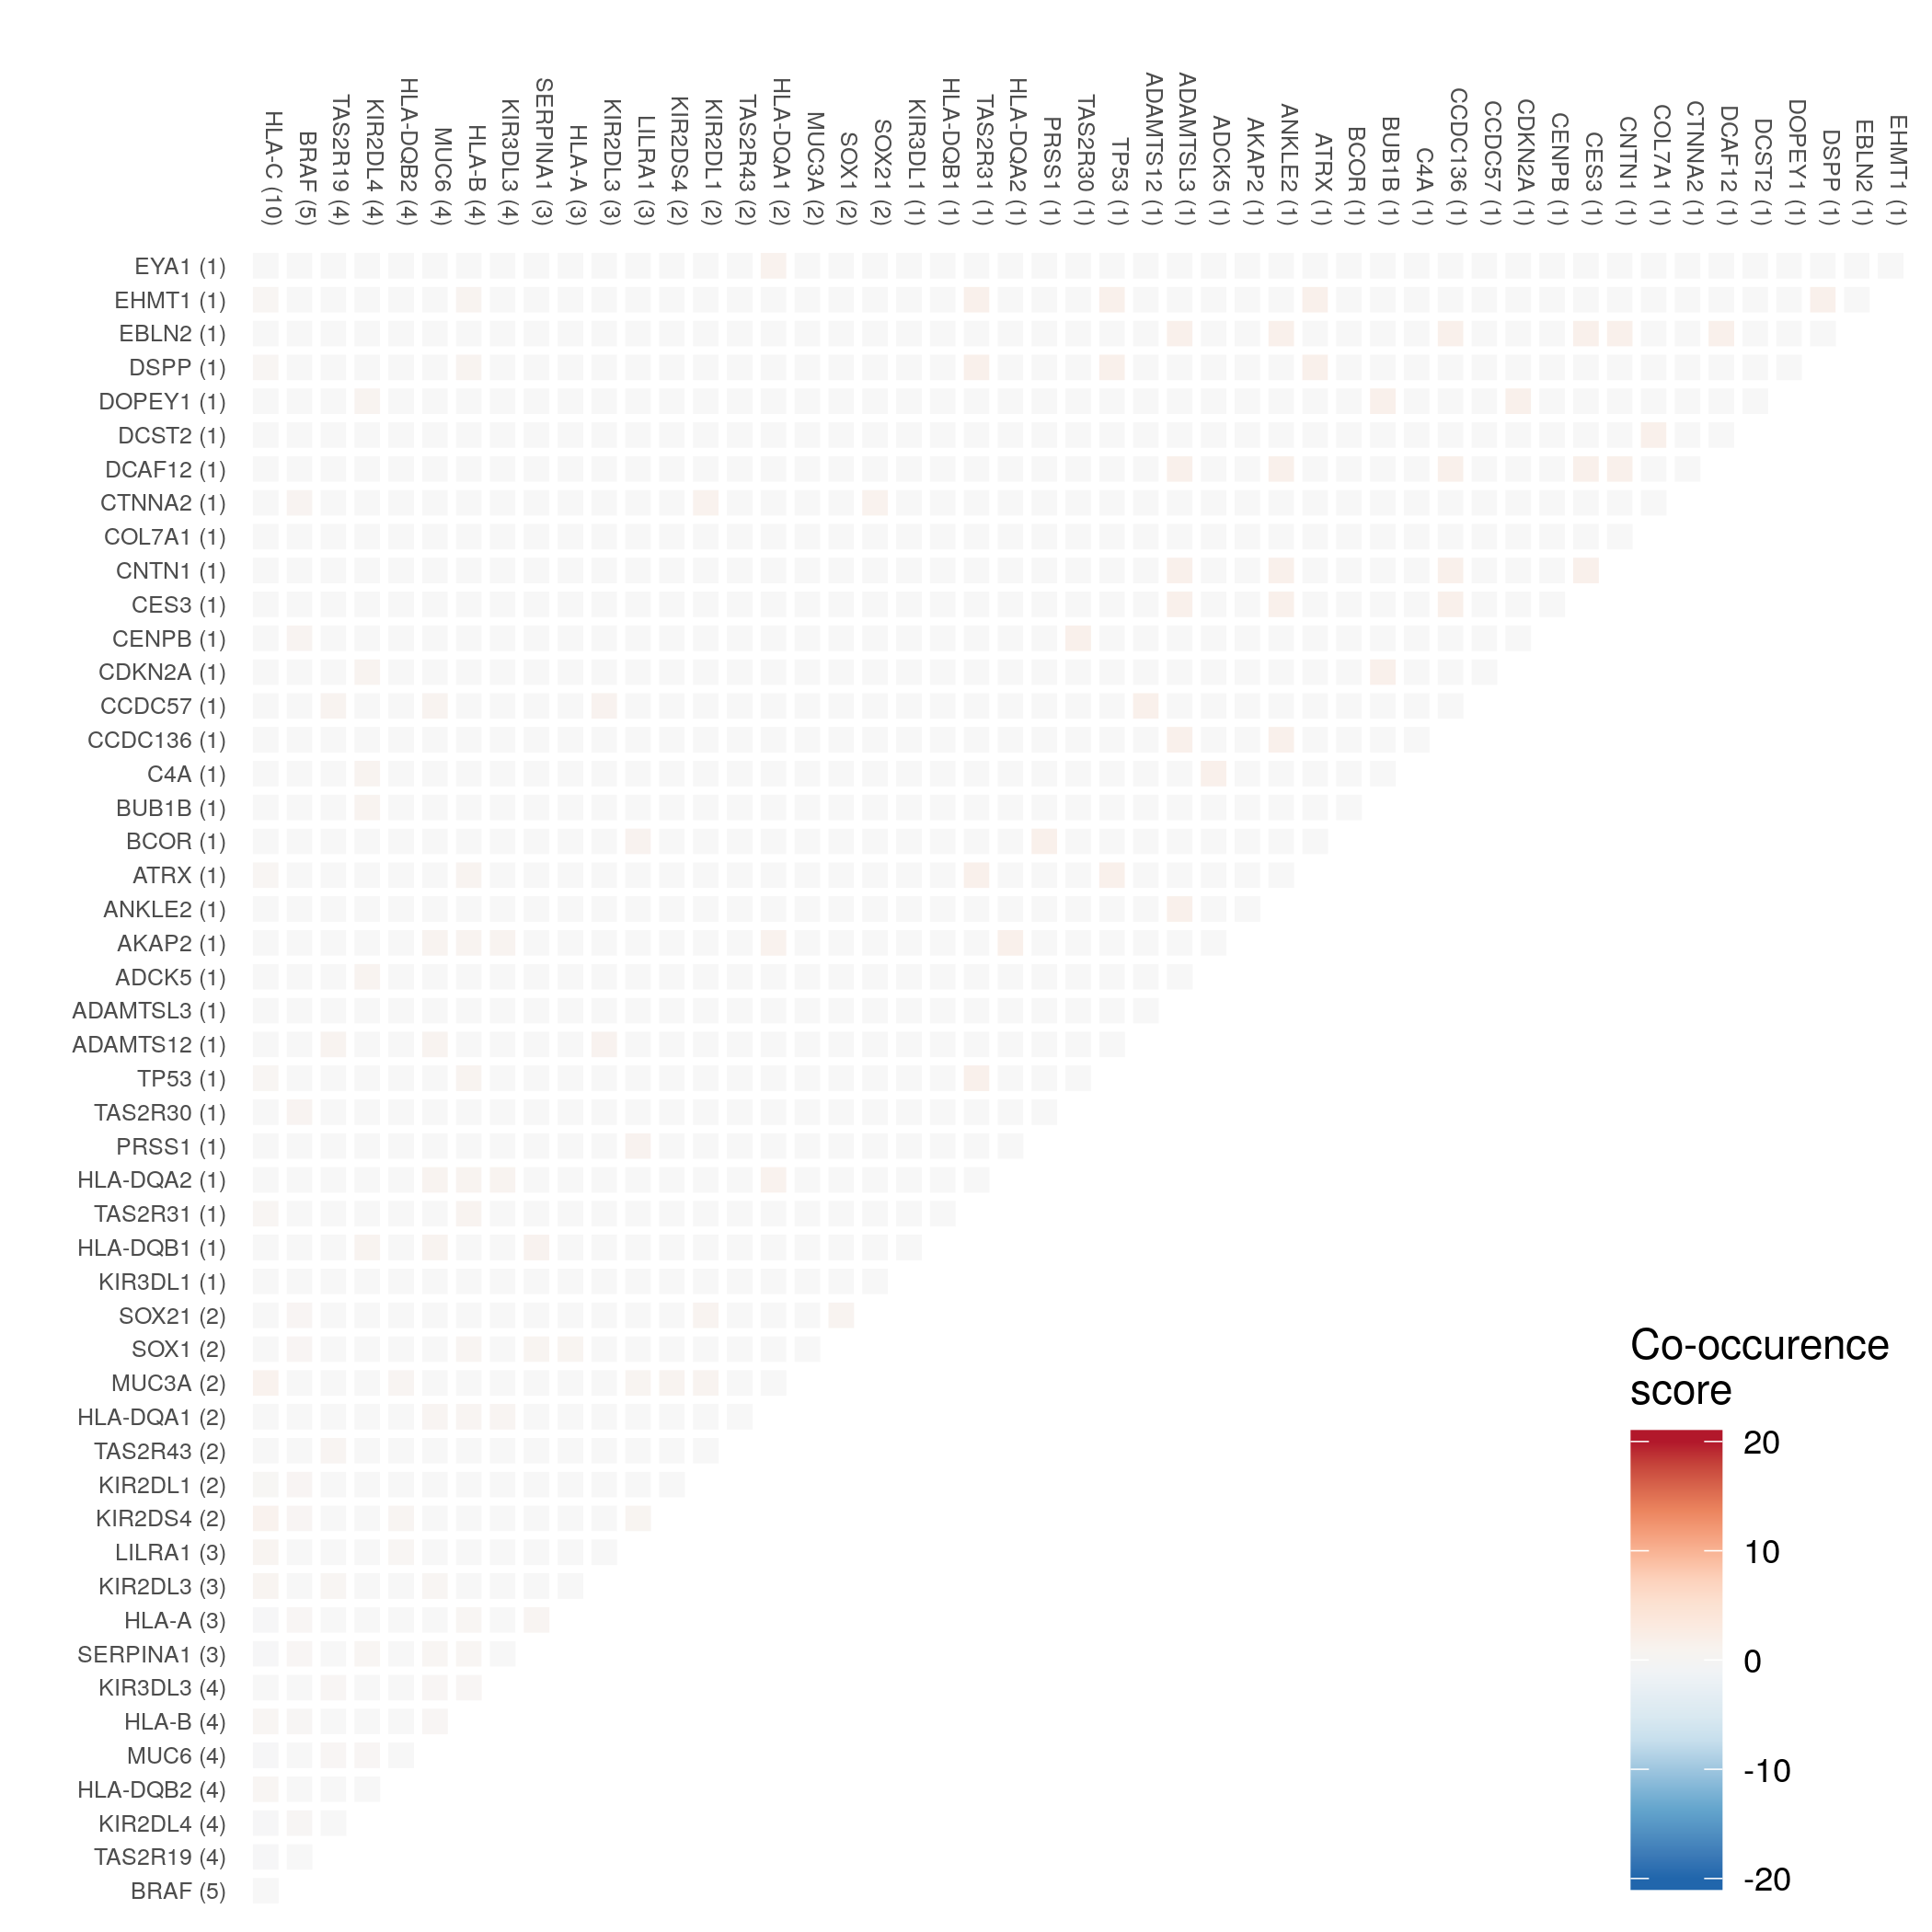 HLA-C (10)
BRAF (5)
TAS2R19 (4)
KIR2DL4 (4)
HLA-DQB2 (4)
MUC6 (4)
HLA-B (4)
KIR3DL3 (4)
SERPINA1 (3)
HLA-A (3)
KIR2DL3 (3)
LILRA1 (3)
KIR2DS4 (2)
KIR2DL1 (2)
TAS2R43 (2)
HLA-DQA1 (2)
MUC3A (2)
SOX1 (2)
SOX21 (2)
KIR3DL1 (1)
HLA-DQB1 (1)
TAS2R31 (1)
HLA-DQA2 (1)
PRSS1 (1)
TAS2R30 (1)
TP53 (1)
ADAMTS12 (1)
ADAMTSL3 (1)
ADCK5 (1)
AKAP2 (1)
ANKLE2 (1)
ATRX (1)
BCOR (1)
BUB1B (1)
C4A (1)
CCDC136 (1)
CCDC57 (1)
CDKN2A (1)
CENPB (1)
CES3 (1)
CNTN1 (1)
COL7A1 (1)
CTNNA2 (1)
DCAF12 (1)
DCST2 (1)
DOPEY1 (1)
DSPP (1)
EBLN2 (1)
EHMT1 (1)
EYA1 (1)
EHMT1 (1)
EBLN2 (1)
DSPP (1)
DOPEY1 (1)
DCST2 (1)
DCAF12 (1)
CTNNA2 (1)
COL7A1 (1)
CNTN1 (1)
CES3 (1)
CENPB (1)
CDKN2A (1)
CCDC57 (1)
CCDC136 (1)
C4A (1)
BUB1B (1)
BCOR (1)
ATRX (1)
ANKLE2 (1)
AKAP2 (1)
ADCK5 (1)
ADAMTSL3 (1)
ADAMTS12 (1)
TP53 (1)
TAS2R30 (1)
PRSS1 (1)
HLA-DQA2 (1)
TAS2R31 (1)
HLA-DQB1 (1)
KIR3DL1 (1)
SOX21 (2)
SOX1 (2)
MUC3A (2)
HLA-DQA1 (2)
TAS2R43 (2)
KIR2DL1 (2)
KIR2DS4 (2)
LILRA1 (3)
KIR2DL3 (3)
HLA-A (3)
SERPINA1 (3)
KIR3DL3 (4)
HLA-B (4)
MUC6 (4)
HLA-DQB2 (4)
KIR2DL4 (4)
TAS2R19 (4)
BRAF (5)
Co-occurence
score
20
10
0
-10
-20